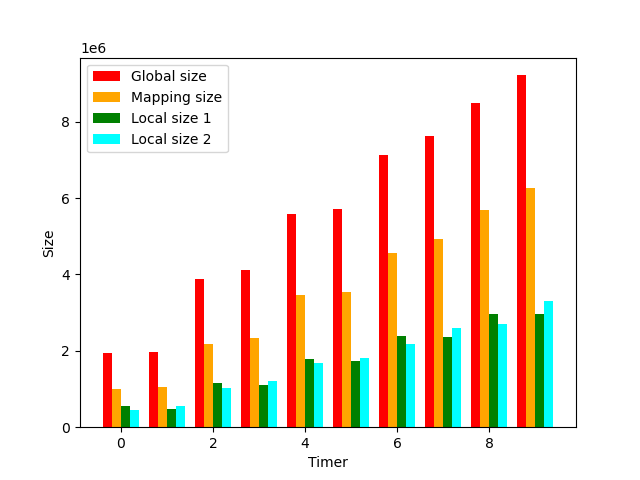 1e6
Global size
Mapping size
Local size 1
Local size 2
8
6
4
2
0
Size
0 2 4 6 8
Timer